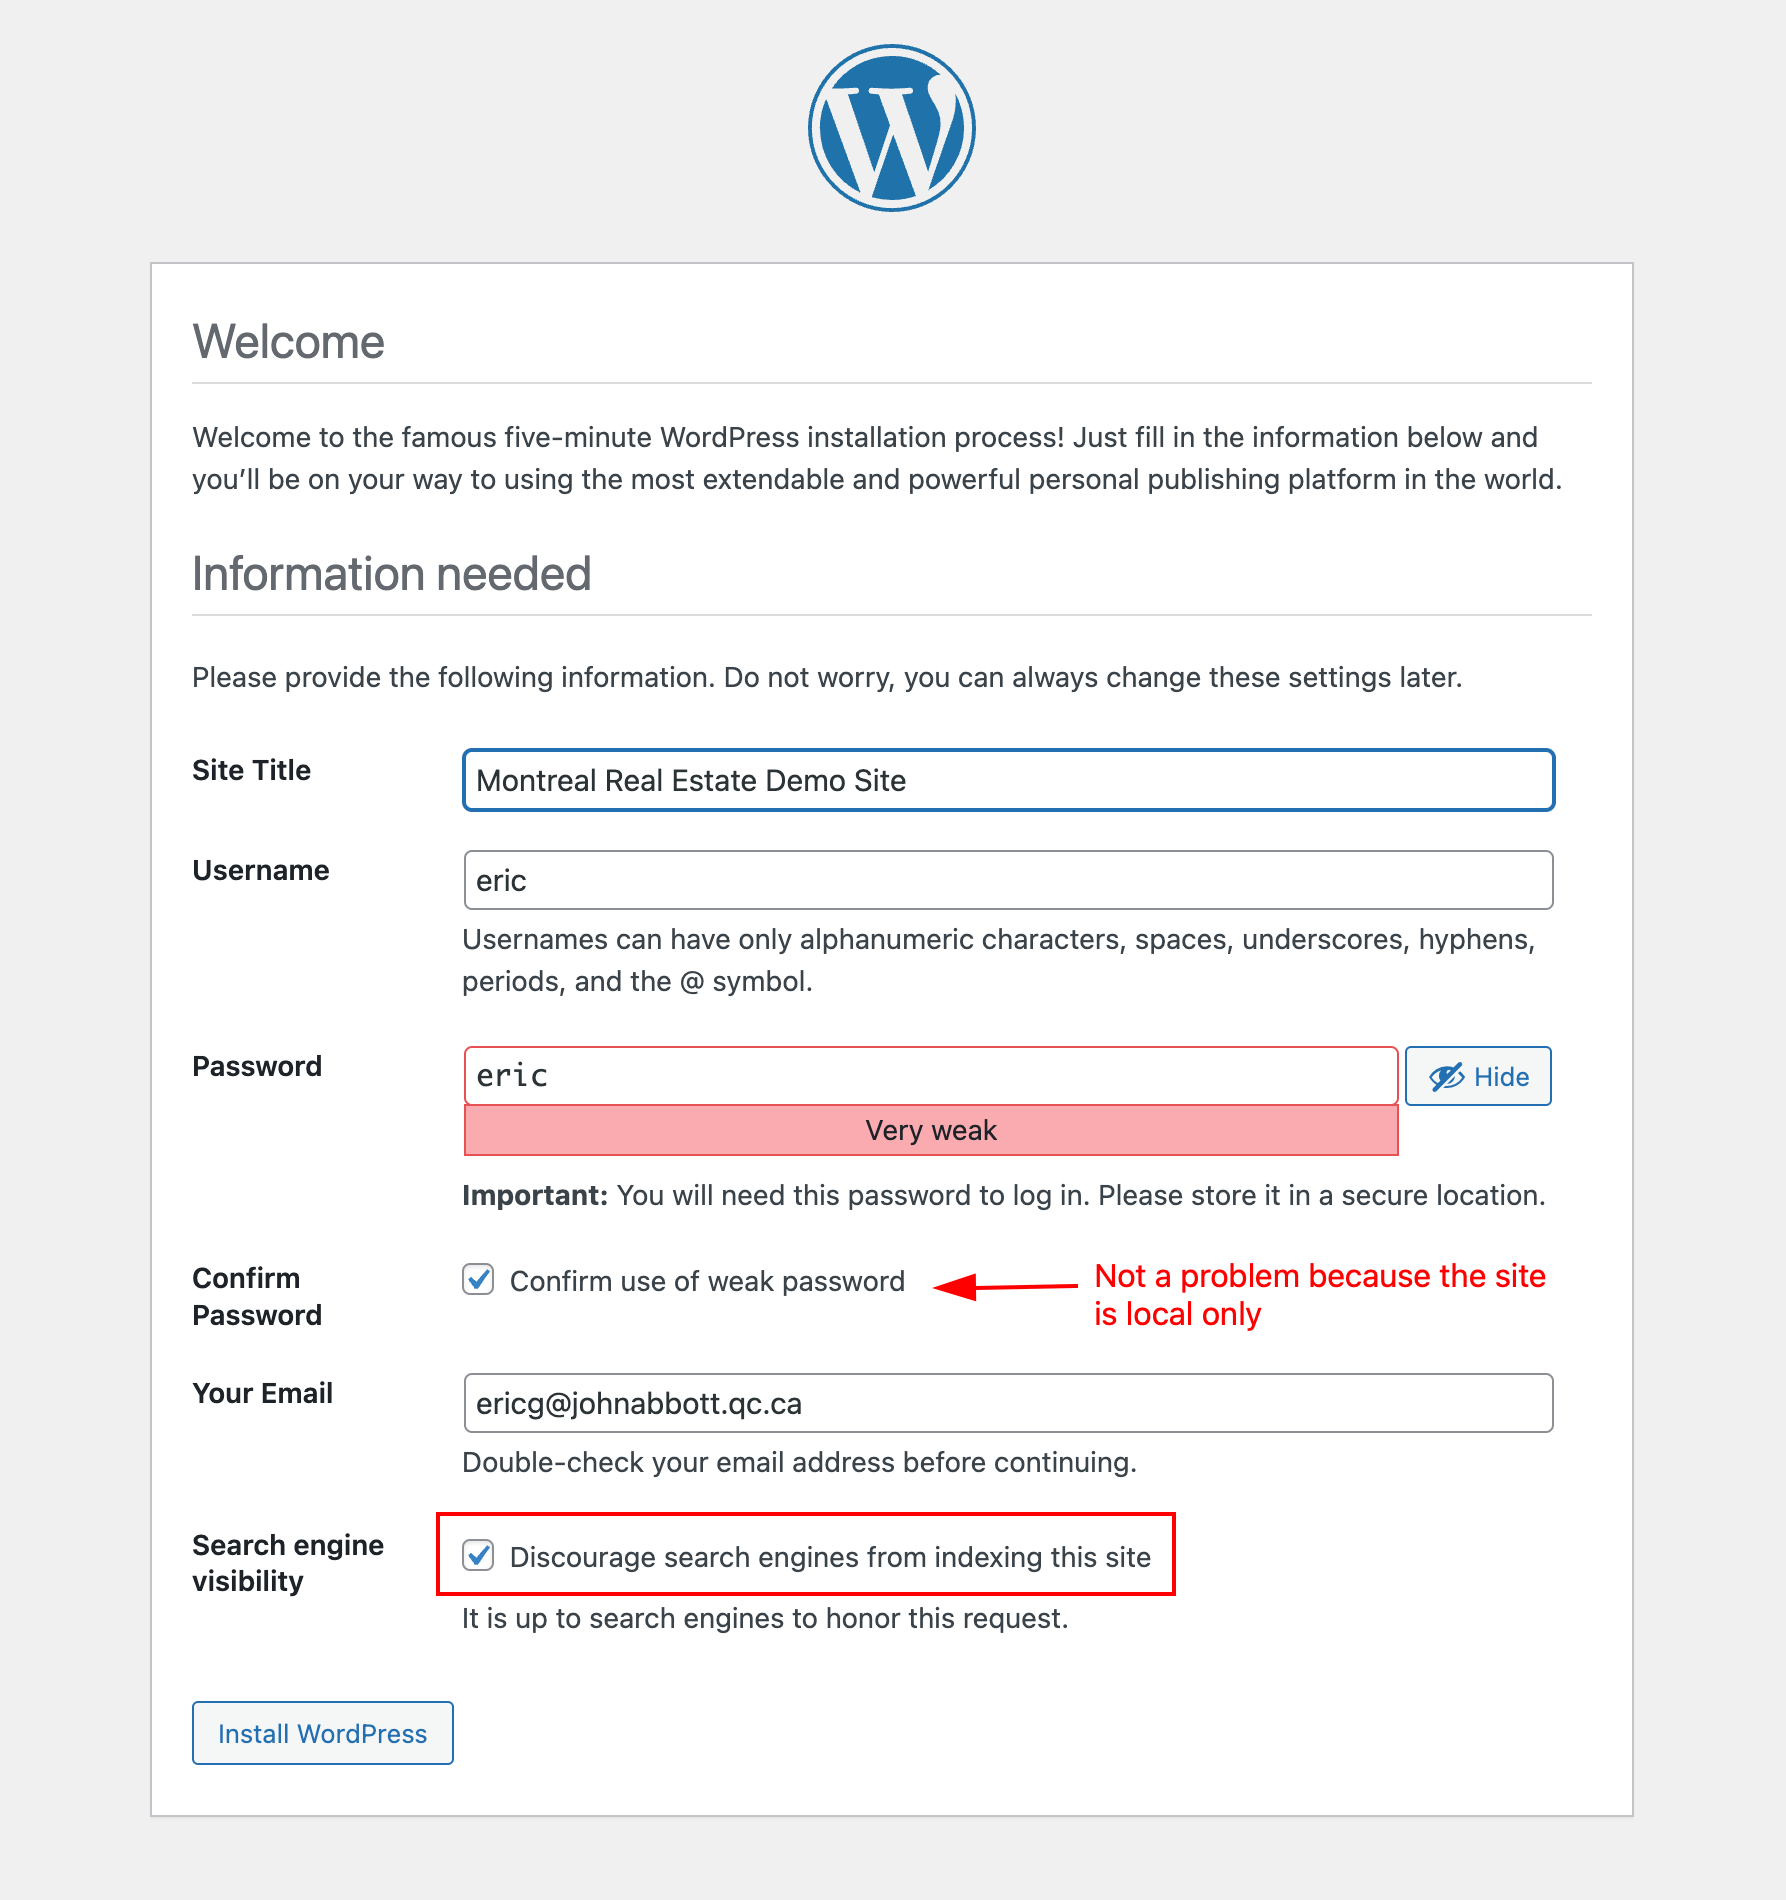 Welcome
Welcome to the famous five-minute WordPress installation process! Just fill in the information below and
you’ll be on your way to using the most extendable and powerful personal publishing platform in the world.
Information needed
Please provide the following information. Do not worry, you can always change these settings later.
Site Title
Montreal Real Estate Demo Site
Username
eric
Usernames can have only alphanumeric characters, spaces, underscores, hyphens,
periods, and the @ symbol.
Password
eric
Hide
Very weak
Important: You will need this password to log in. Please store it in a secure location.
Confirm
Password
Confirm use of weak password
Not a problem because the site
is local only
Your Email
ericg@johnabbott.qc.ca
Double-check your email address before continuing.
Search engine
visibility
Discourage search engines from indexing this site
It is up to search engines to honor this request.
Install WordPress